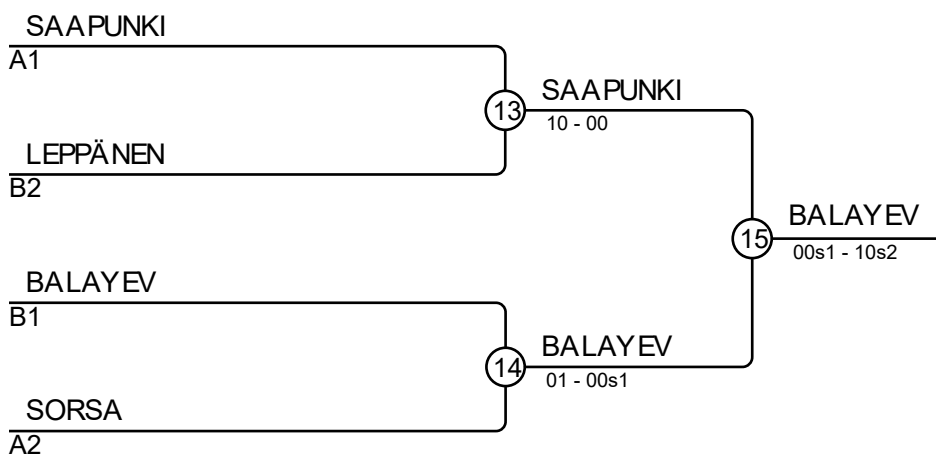 SAAPUNKI
A1
13
SAAPUNKI
10 - 00
LEPPÄNEN
B2
15
BALAYEV
00s1 - 10s2
BALAYEV
B1
14
BALAYEV
01 - 00s1
SORSA
A2